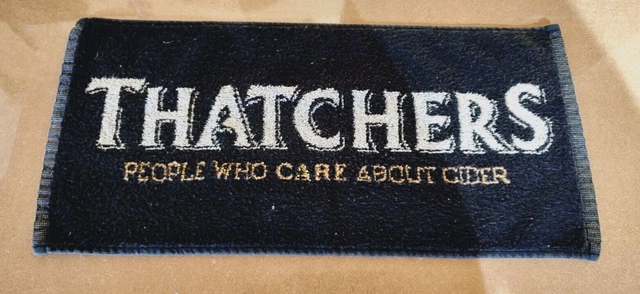 THATCHERS
PEOPLE WHO CARE ABOUT CIDER